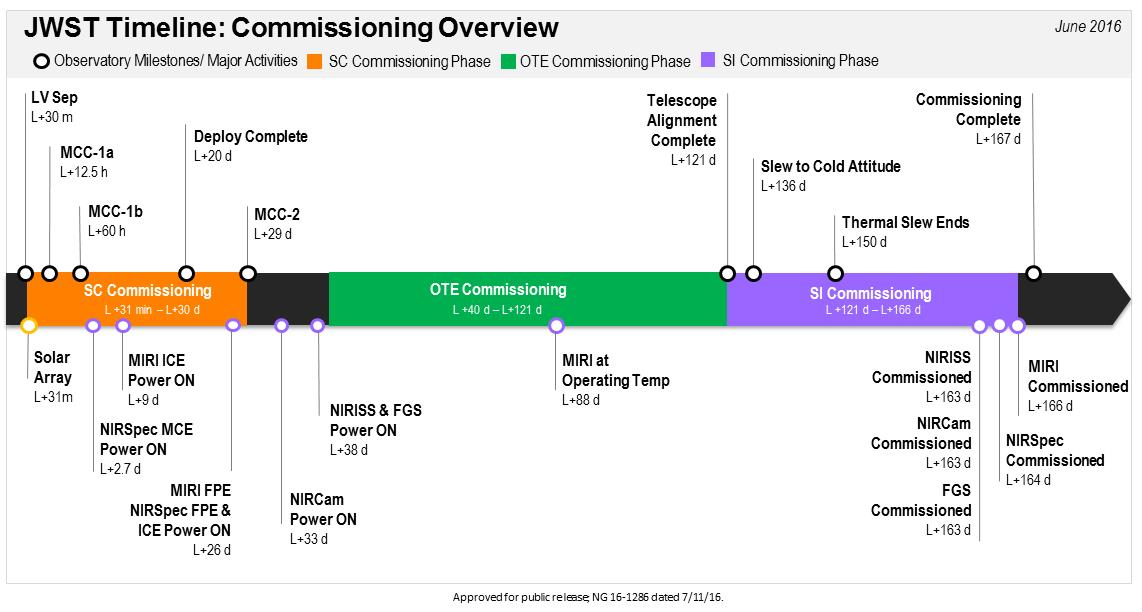 JWST Timeline: Commissioning Overview
June 2016
Observatory Milestones/ Major Activities
SC Commissioning Phase
OTE Commissioning Phase
SI Commissioning Phase
LV Sep
L+30 m
MCC-1a
L+12.5 h
MCC-1b
L+60 h
Deploy Complete
L+20 d
MCC-2
L+29 d
Telescope
Alignment
Complete
L+121 d
Slew to Cold Attitude
L+136 d
Thermal Slew Ends
L+150 d
Commissioning
Complete
L+167 d
SC Commissioning
L +31 min – L+30 d
OTE Commissioning
L +40 d – L+121 d
SI Commissioning
L +121 d – L+166 d
Solar
Array
L+31m
NIRSpec MCE
Power ON
L+2.7 d
MIRI ICE
Power ON
L+9 d
MIRI FPE
NIRSpec FPE &
ICE Power ON
L+26 d
NIRCam
Power ON
L+33 d
NIRISS & FGS
Power ON
L+38 d
MIRI at
Operating Temp
L+88 d
NIRISS
Commissioned
L+163 d
NIRCam
Commissioned
L+163 d
FGS
Commissioned
L+163 d
NIRSpec
Commissioned
L+164 d
MIRI
Commissioned
L+166 d
Approved for public release; NG 16-1286 dated 7/11/16.